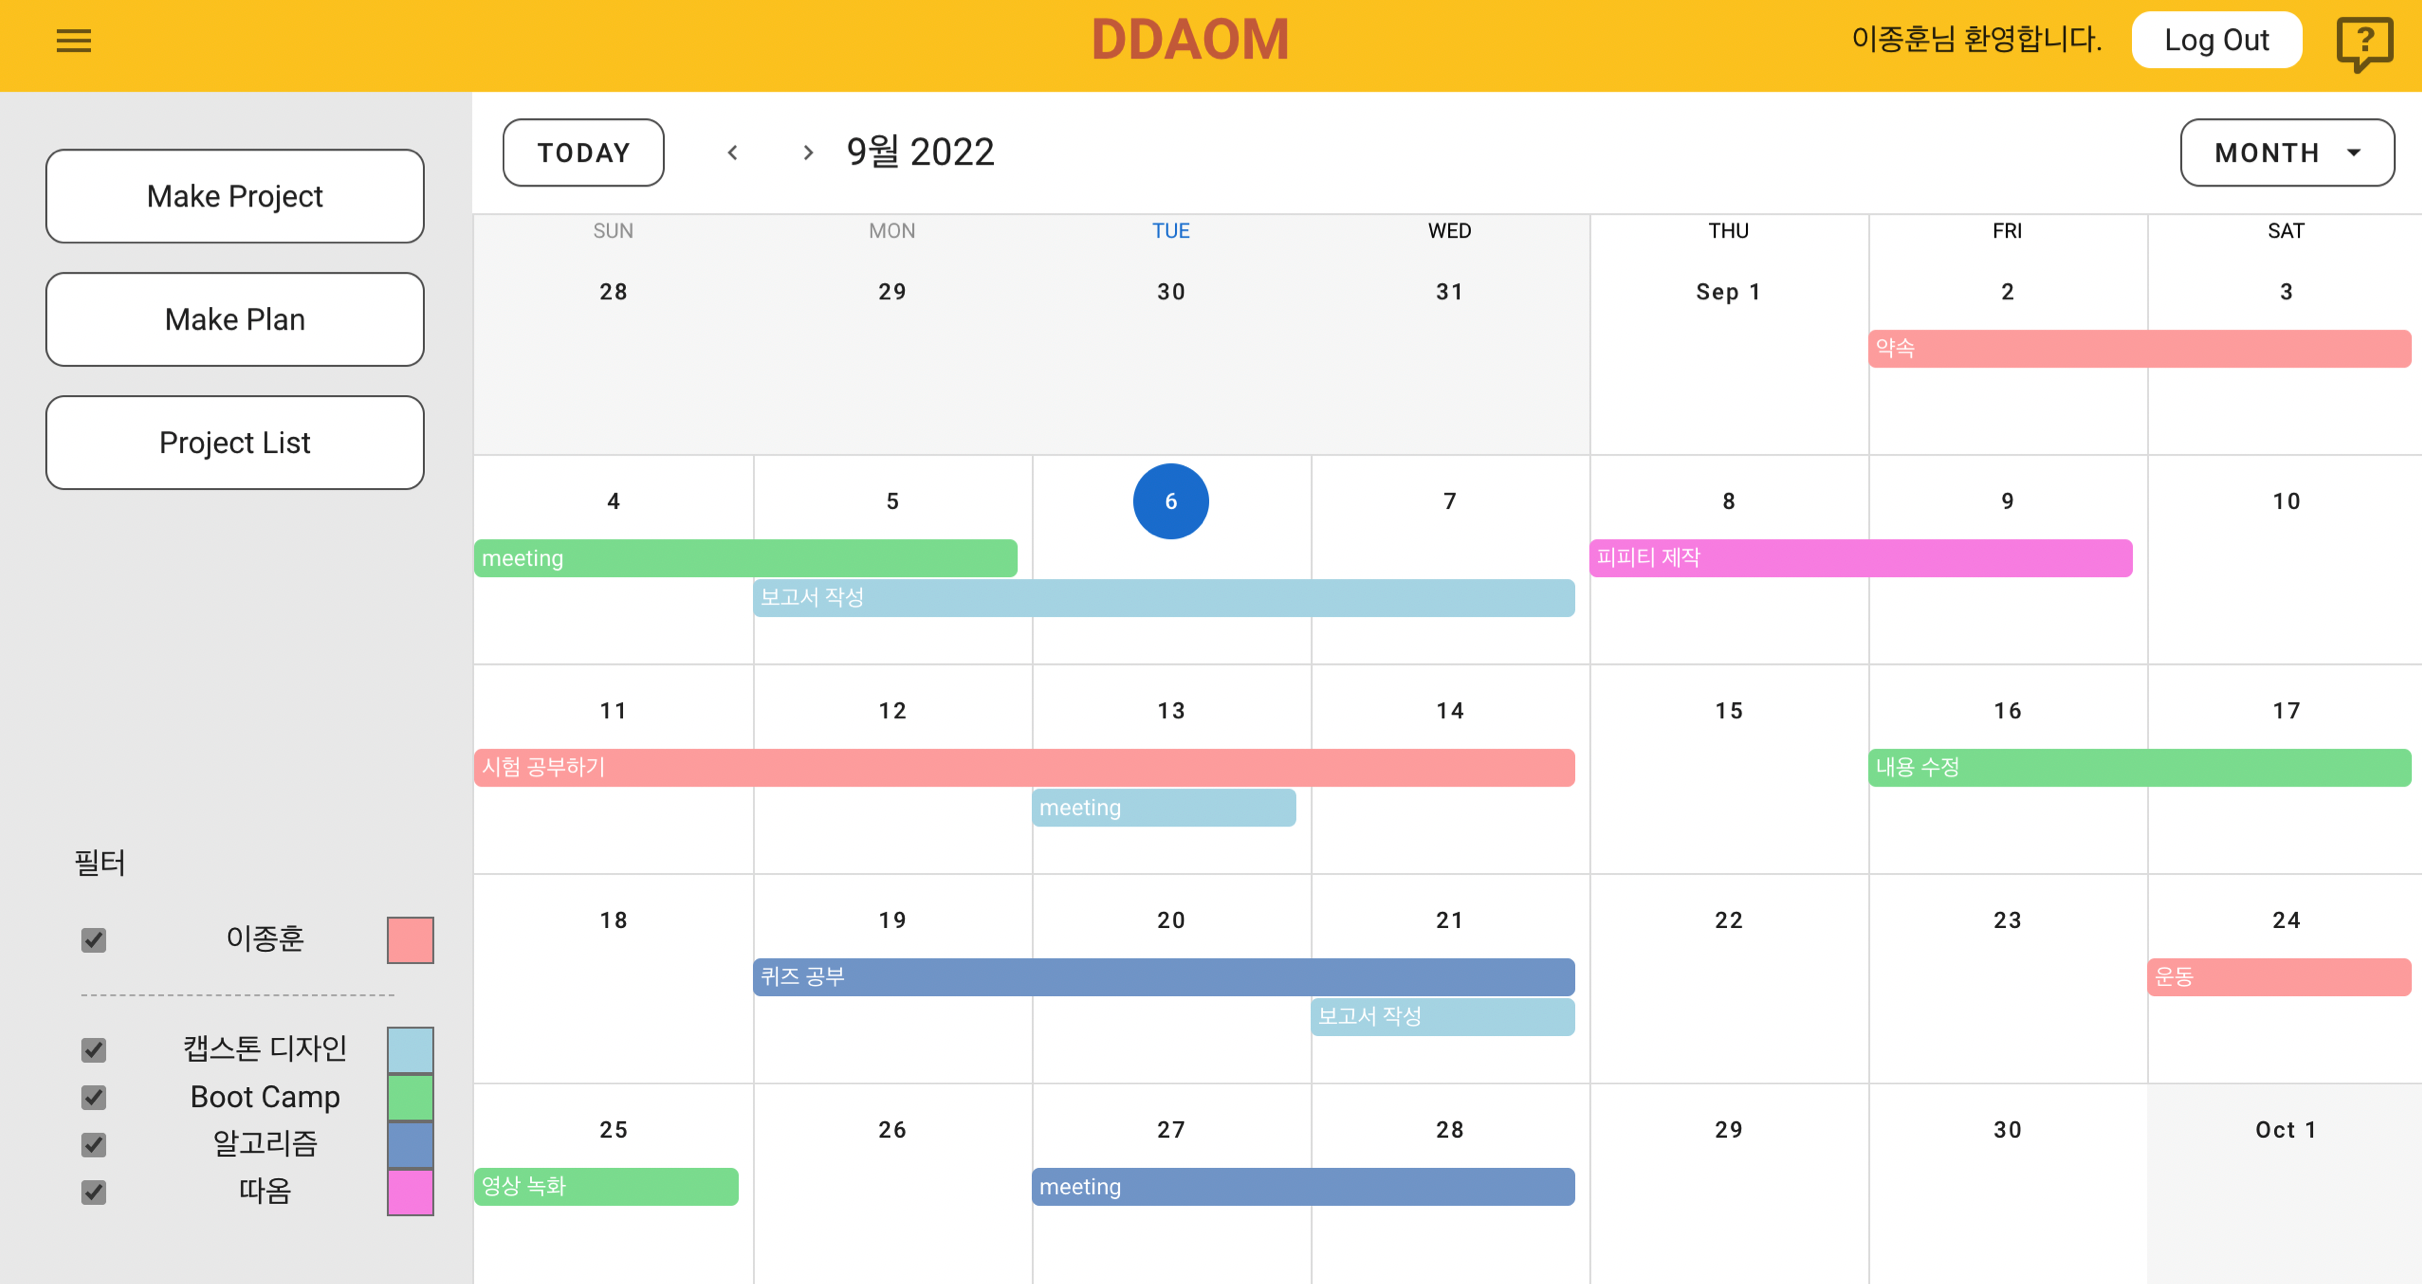 DDAOM
이종훈님 환영합니다.
Log Out
?
Make Project
Make Plan
Project List
TODAY
9월 2022
MONTH
SUN MON TUE WED THU FRI SAT
28 29 30 31 Sep 1 2 3
약속
4 5 6 7 8 9 10
meeting 피피티 제작
보고서 작성
11 12 13 14 15 16 17
시험 공부하기 내용 수정
meeting
18 19 20 21 22 23 24
퀴즈 공부 운동
보고서 작성
25 26 27 28 29 30 Oct 1
영상 녹화 meeting
필터
이종훈
캡스톤 디자인
Boot Camp
알고리즘
따옴